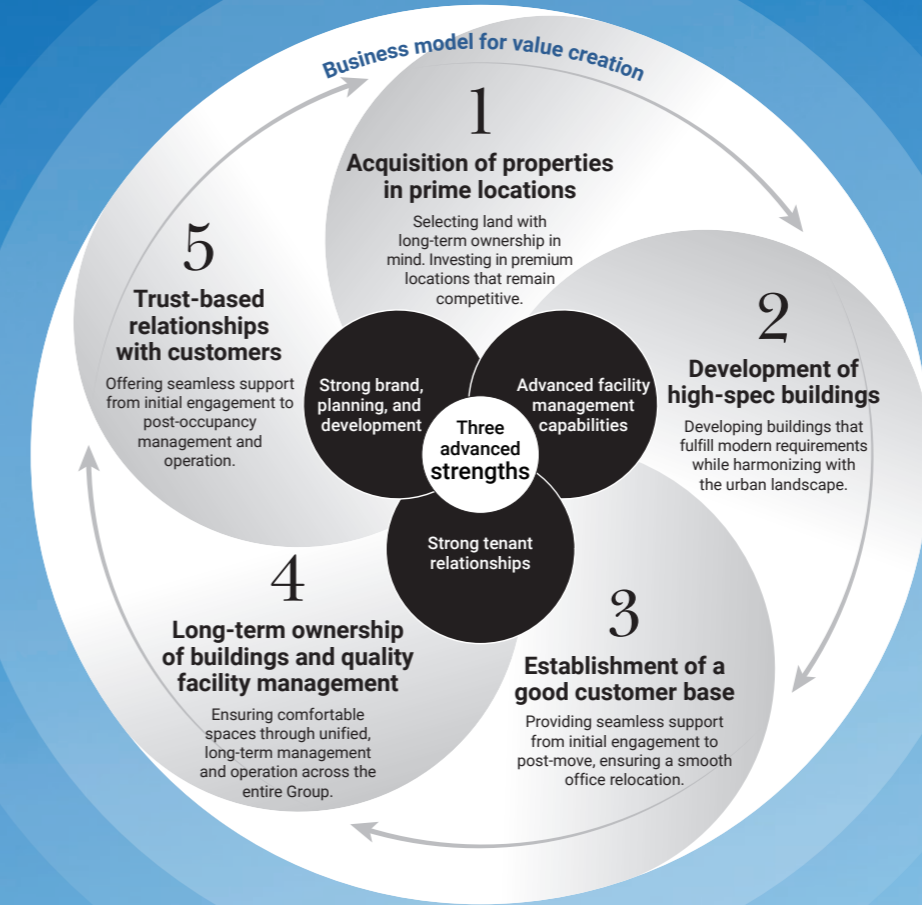 Business model for value creation
1
Acquisition of properties
in prime locations
Selecting land with
long-term ownership in
mind. Investing in premium
locations that remain
competitive.
2
Development of
high-spec buildings
Developing buildings that
fulfill modern requirements
while harmonizing with
the urban landscape.
3
Establishment of a
good customer base
Providing seamless support
from initial engagement to
post-move, ensuring a smooth
office relocation.
4
Long-term ownership
of buildings and quality
facility management
Ensuring comfortable
spaces through unified,
long-term management
and operation across the
entire Group.
5
Trust-based
relationships
with customers
Offering seamless support
from initial engagement to
post-occupancy
management and
operation.
Strong brand,
planning, and
development
Advanced facility
management
capabilities
Three
advanced
strengths
Strong tenant
relationships